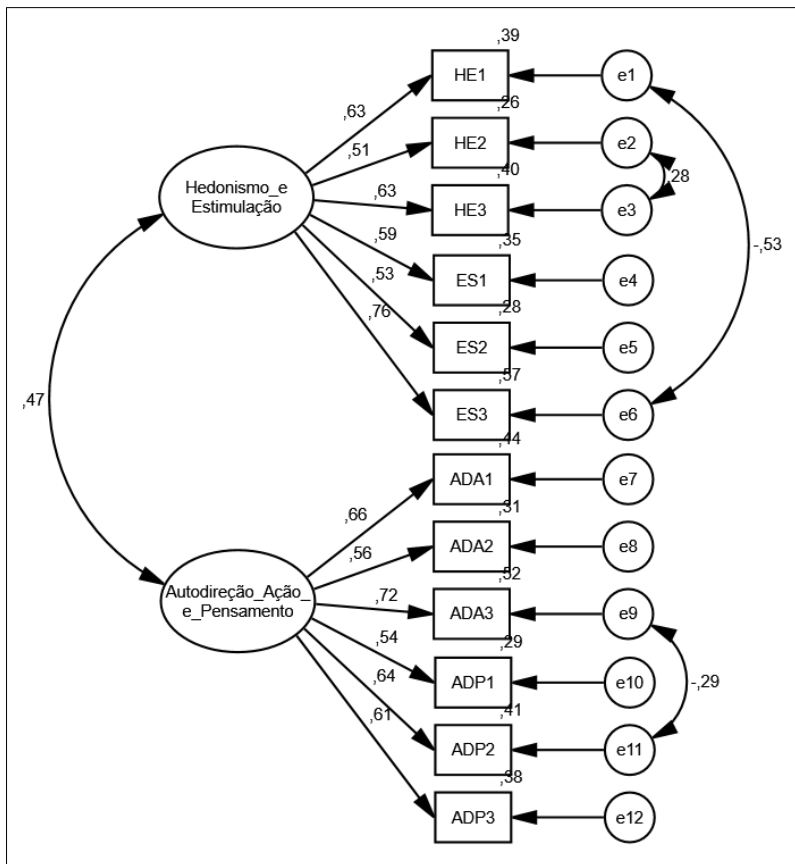 ,39
,63
HE1
e1
,26
,51
HE2
e2
,40
,28
Hedonismo_e
Estimulação
,63
HE3
e3
,35
,59
-,53
ES1
e4
,53
,28
,76
ES2
e5
,57
,47
ES3
e6
,44
ADA1
e7
,66
,31
,56
ADA2
e8
,52
Autodireção_Ação_
e_Pensamento
,72
ADA3
e9
,29
,54
ADP1
e10
-,29
,64
,41
,61
ADP2
e11
,38
ADP3
e12